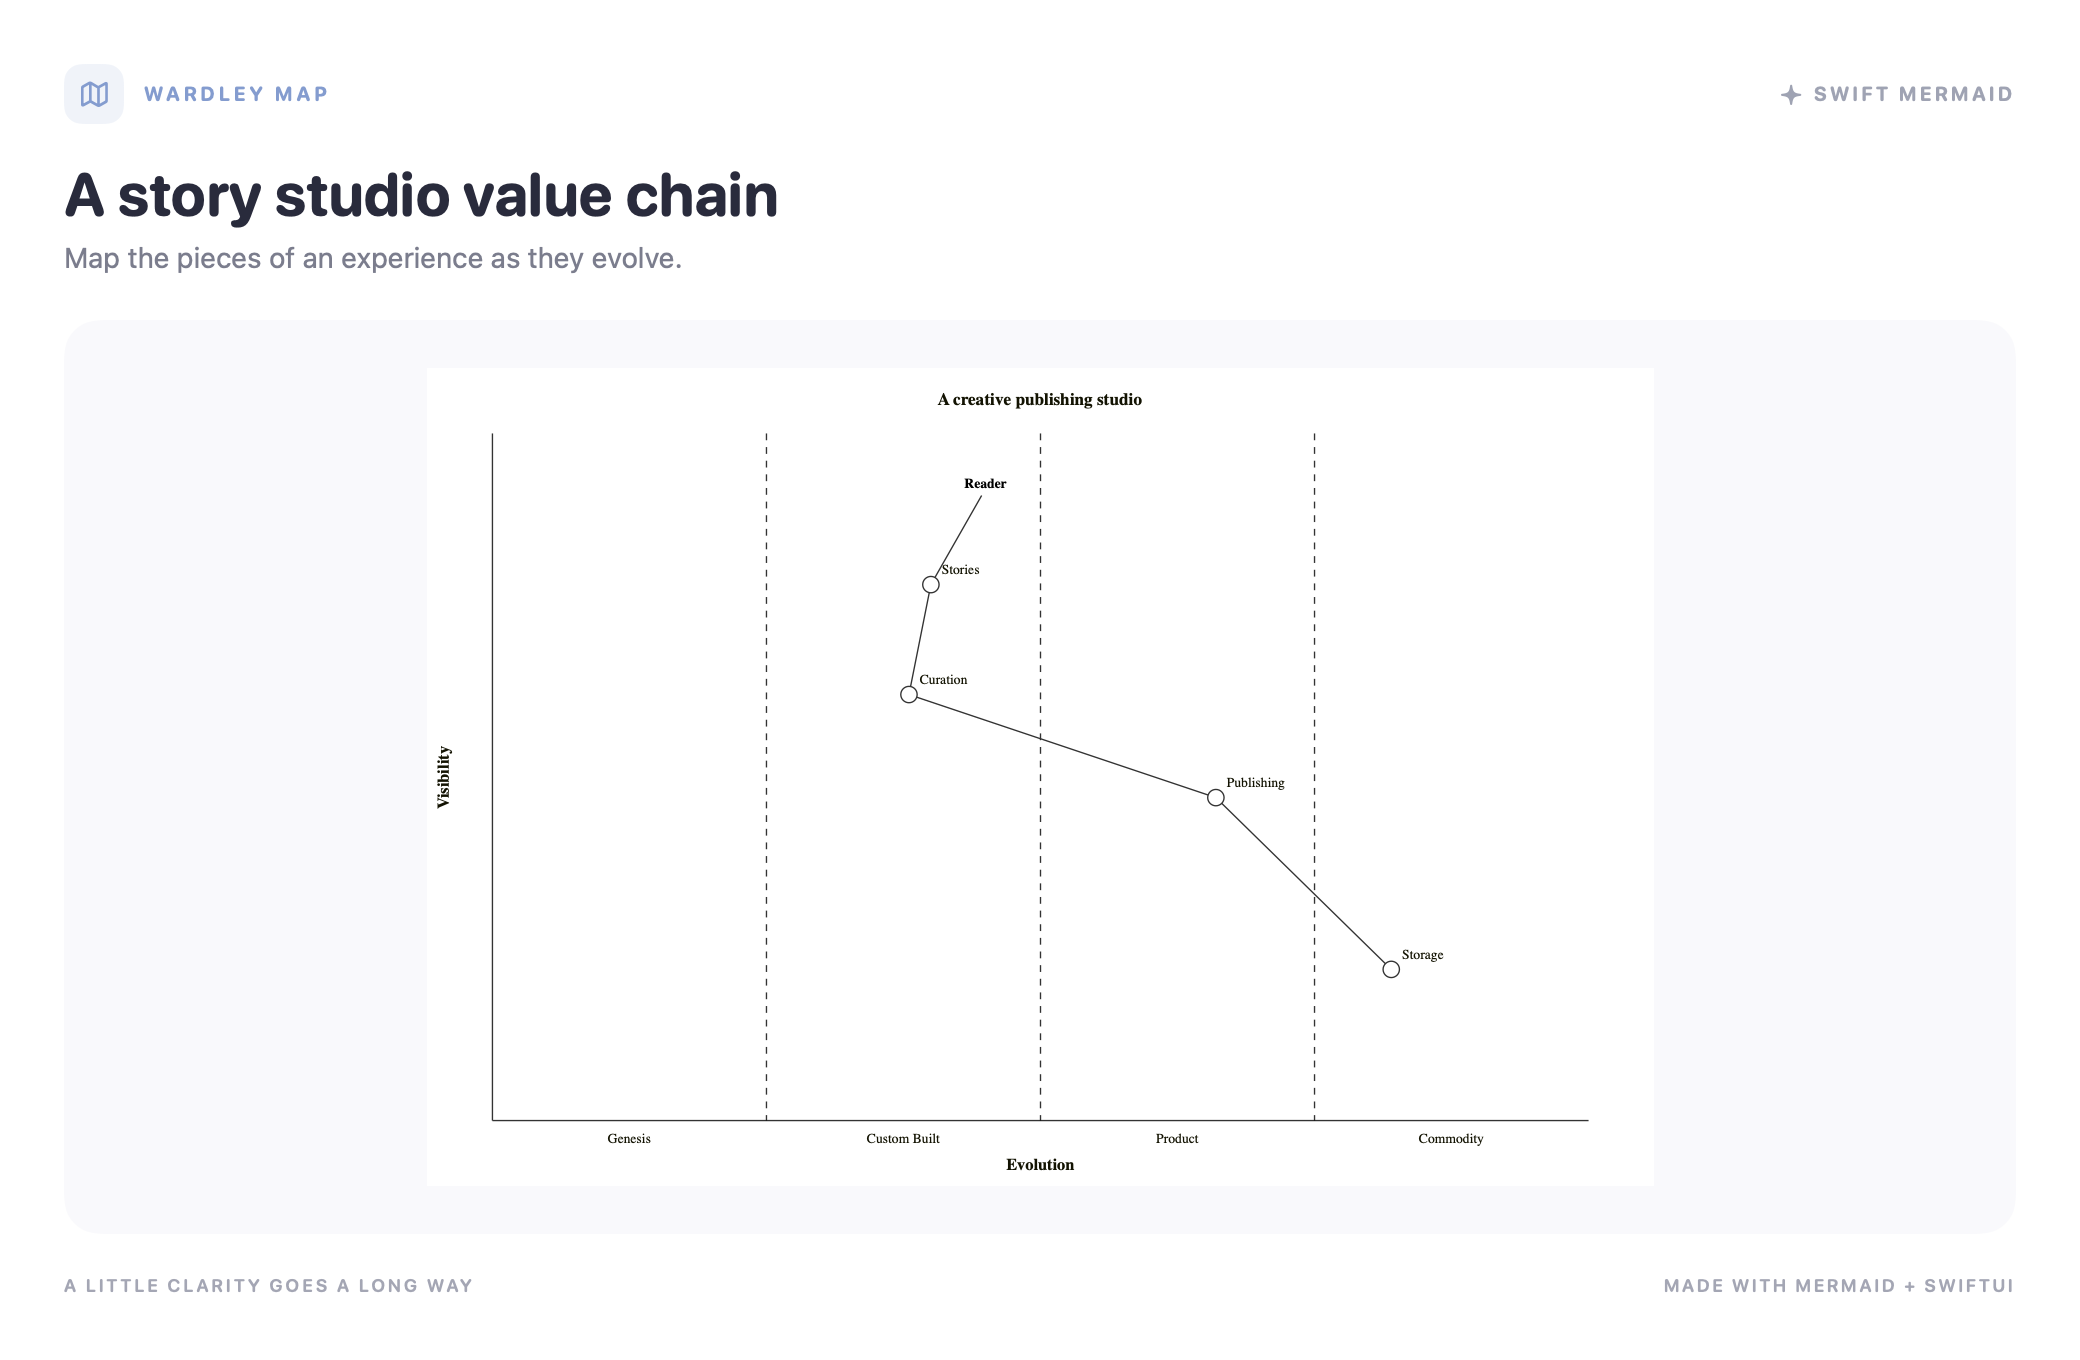 WARDLEY MAP
SWIFT MERMAID
A story studio value chain
Map the pieces of an experience as they evolve.
A creative publishing studio
Reader
Stories
Curation
Visibility
Publishing
Storage
Genesis
Custom Built
Product
Commodity
Evolution
A LITTLE CLARITY GOES A LONG WAY
MADE WITH MERMAID + SWIFTUI